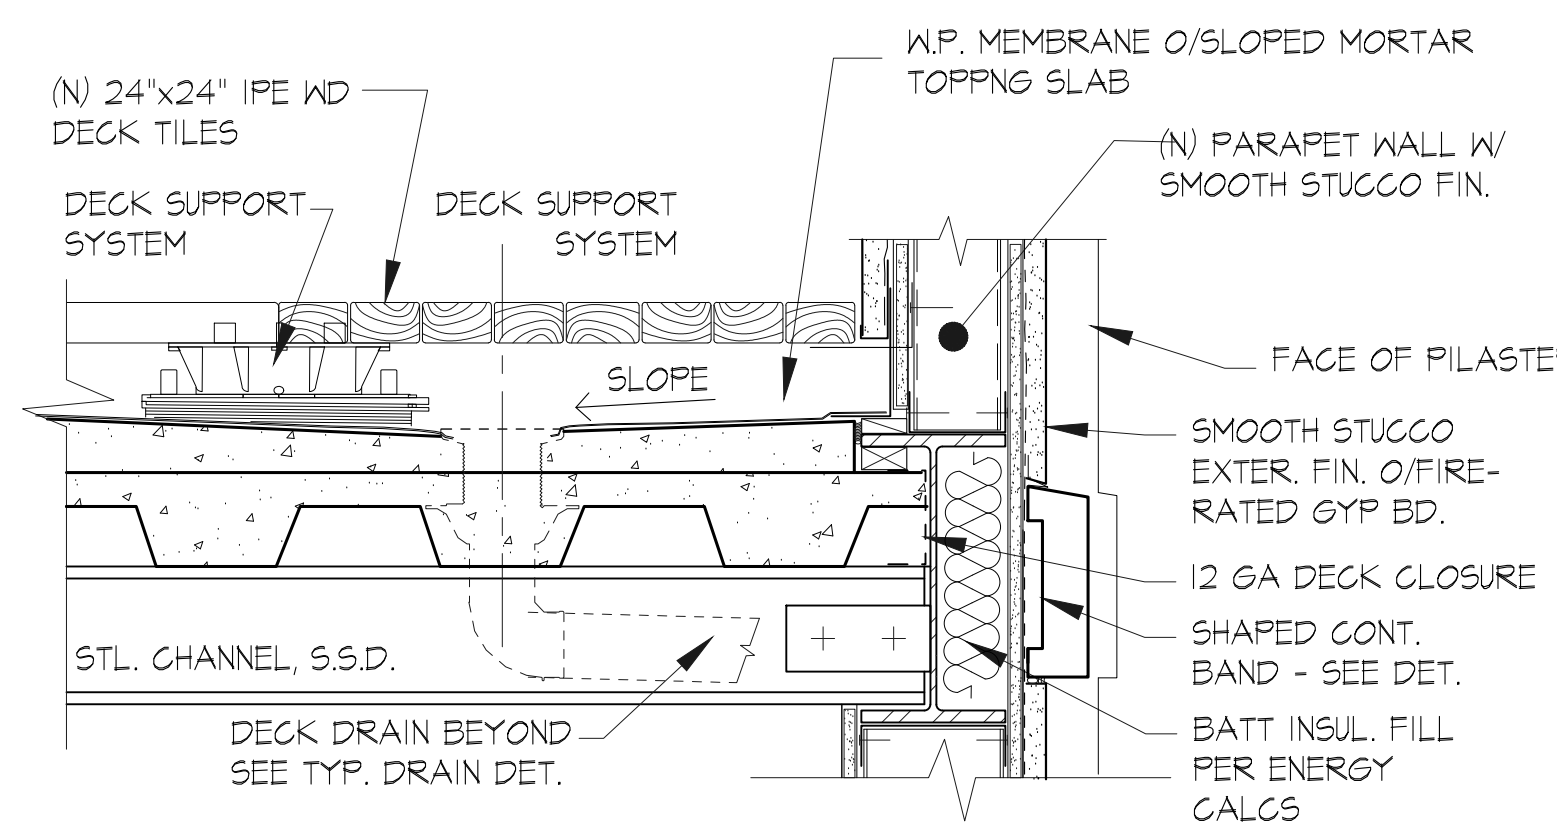 W.P. MEMBRANE O/SLOPED MORTAR
TOPPNG SLAB
(N) 24"x24" IPE WD
DECK TILES
(N) PARAPET WALL W/
SMOOTH STUCCO FIN.
DECK SUPPORT
SYSTEM
DECK SUPPORT
SYSTEM
SLOPE
FACE OF PILASTE
SMOOTH STUCCO
EXTER. FIN. O/FIRE-
RATED GYP BD.
12 GA DECK CLOSURE
SHAPED CONT.
BAND - SEE DET.
STL. CHANNEL, S.S.D.
DECK DRAIN BEYOND
SEE TYP. DRAIN DET.
BATT INSUL. FILL
PER ENERGY
CALCS